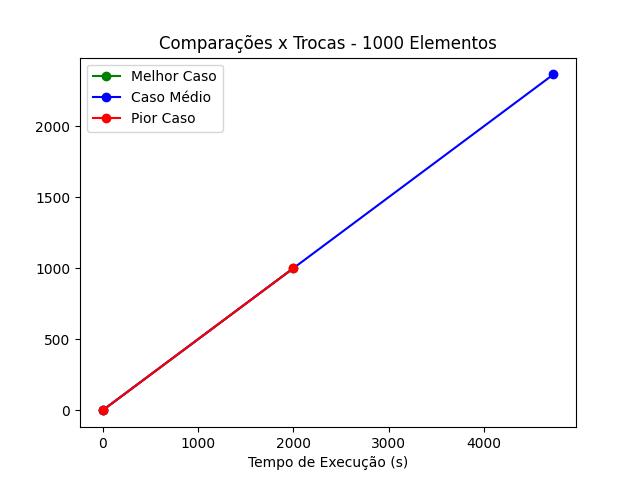 Comparações x Trocas - 1000 Elementos
Melhor Caso
Caso Médio
Pior Caso
2000
1500
1000
500
0
0 1000 2000 3000 4000
Tempo de Execução (s)